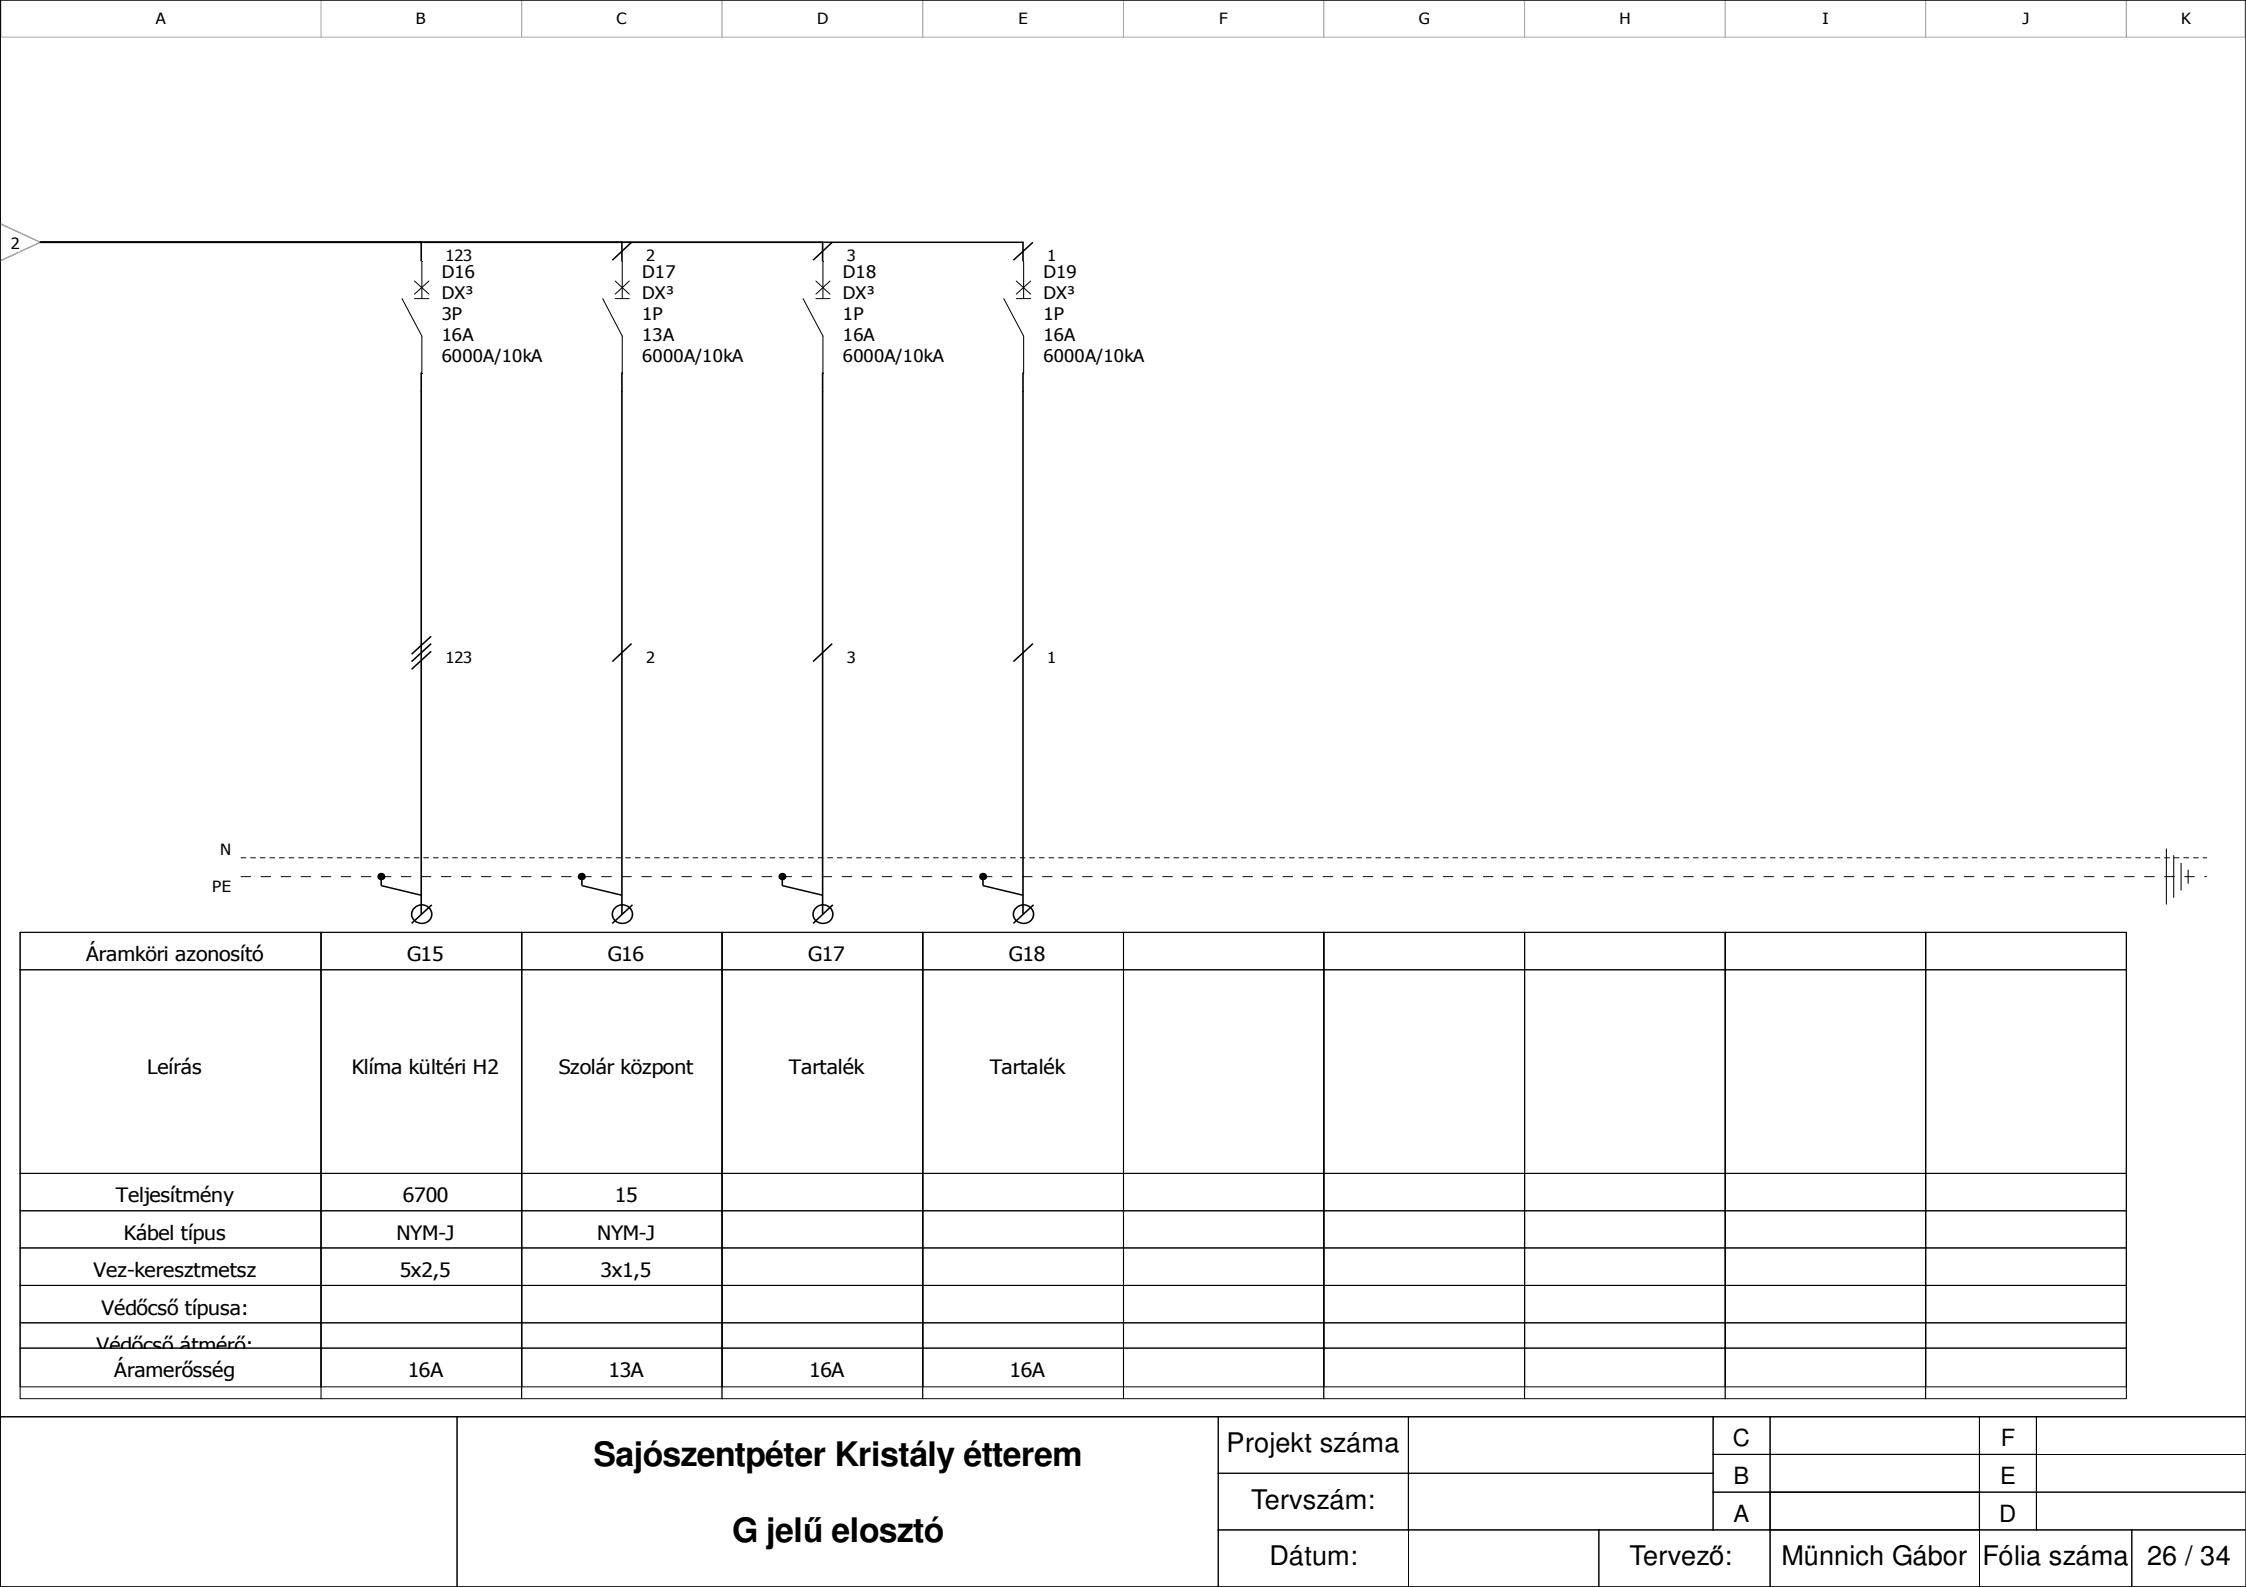 A B C D E F G H I J K
2
123 2 3 1
D16 D17 D18 D19
DX³ DX³ DX³ DX³
3P 1P 1P 1P
16A 13A 16A 16A
6000A/10kA 6000A/10kA 6000A/10kA 6000A/10kA
123 2 3 1
N
PE
Áramköri azonosító G15 G16 G17 G18
Leírás Klíma kültéri H2 Szolár központ Tartalék Tartalék
Teljesítmény 6700 15
Kábel típus NYM-J NYM-J
Vez-keresztmetsz 5x2,5 3x1,5
Védőcső típusa:
Védőcső átmérő:
Áramerősség 16A 13A 16A 16A
Sajószentpéter Kristály étterem
G jelű elosztó
Projekt száma
Tervszám:
C F
B E
A D
Dátum: Tervező: Münnich Gábor Fólia száma 26 / 34